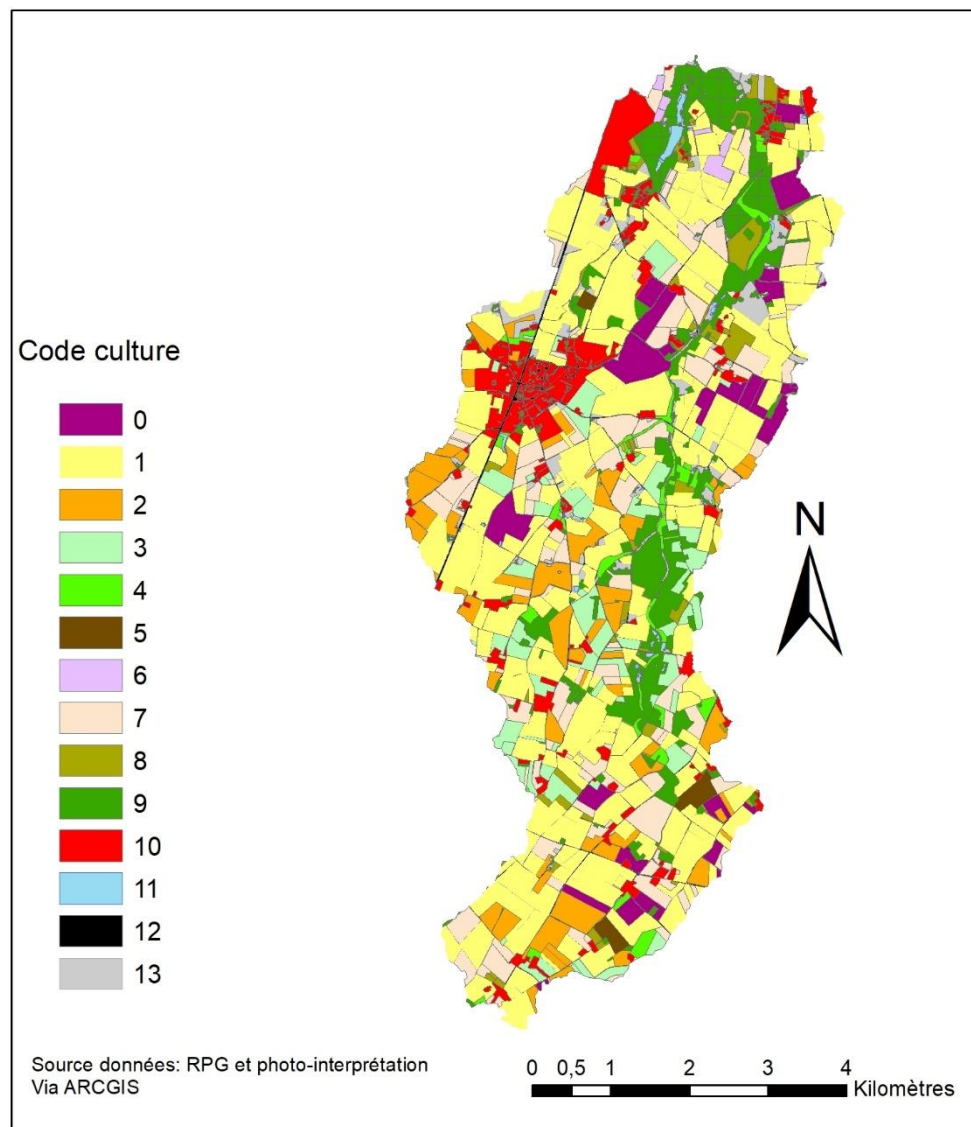 Code culture
0
1
2
3
4
5
6
7
8
9
10
11
12
13
N
Source données: RPG et photo-interprétation
Via ARCGIS
0 0,5 1 2 3 4
Kilomètres